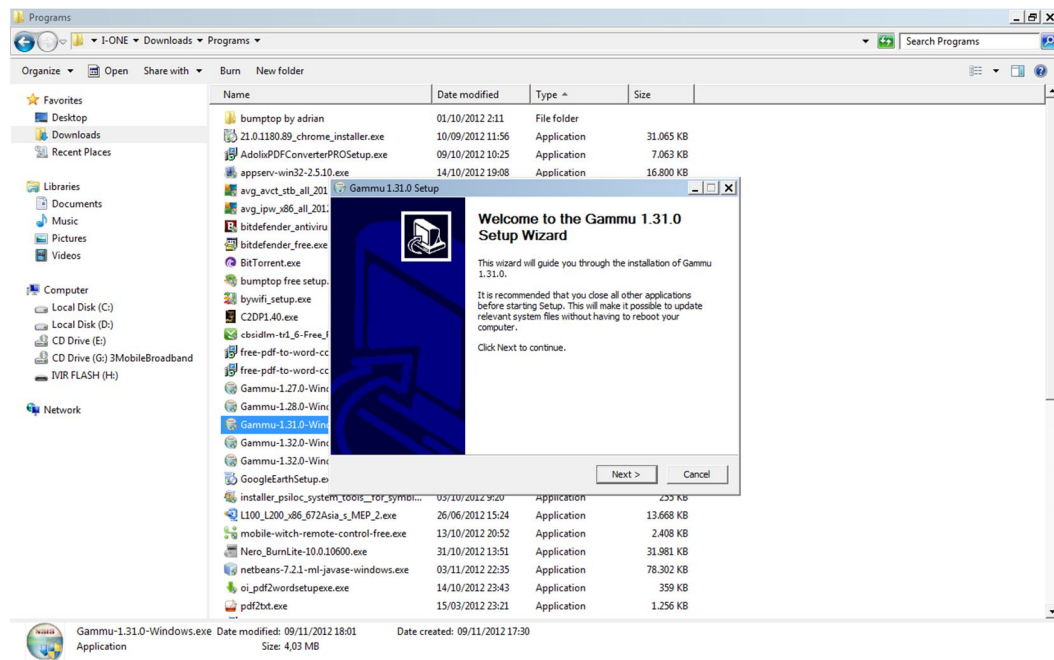 Programs
I-ONE Downloads Programs
Search Programs
Organize Open Share with Burn New folder
Favorites
Desktop
Downloads
Recent Places
Libraries
Documents
Music
Pictures
Videos
Computer
Local Disk (C:)
Local Disk (D:)
CD Drive (E:)
CD Drive (G:) 3MobileBroadband
IVIR FLASH (H:)
Network
Name Date modified Type Size
bumptop by adrian 01/10/2012 2:11 File folder
21.0.1180.89_chrome_installer.exe 10/09/2012 11:56 Application 31.065 KB
AdolixPDFConverterPROSetup.exe 09/10/2012 10:25 Application 7.063 KB
appserv-win32-2.5.10.exe 14/10/2012 19:08 Application 16.800 KB
avg_avct_stb_all_201
avg_ipw_x86_all_201
bitdefender_antiviru
bitdefender_free.exe
BitTorrent.exe
bumptop free setup.
bywifi_setup.exe
C2DP1.40.exe
cbsidlm-tr1_6-Free_
free-pdf-to-word-cc
free-pdf-to-word-cc
Gammu-1.27.0-Wind
Gammu-1.28.0-Wind
Gammu-1.31.0-Wind
Gammu-1.32.0-Wind
Gammu-1.32.0-Wind
GoogleEarthSetup.ex
installer_psiloc_system_tools__for_symbi... 03/10/2012 9:20 Application 255 KB
L100_L200_x86_672Asia_s_MEP_2.exe 26/06/2012 15:24 Application 13.668 KB
mobile-witch-remote-control-free.exe 13/10/2012 20:52 Application 2.408 KB
Nero_BurnLite-10.0.10600.exe 31/10/2012 13:51 Application 31.981 KB
netbeans-7.2.1-ml-javase-windows.exe 03/11/2012 22:35 Application 78.302 KB
oi_pdf2wordsetupexe.exe 14/10/2012 23:43 Application 359 KB
pdf2txt.exe 15/03/2012 23:21 Application 1.256 KB
Gammu 1.31.0 Setup
Welcome to the Gammu 1.31.0
Setup Wizard
This wizard will guide you through the installation of Gammu
1.31.0.
It is recommended that you close all other applications
before starting Setup. This will make it possible to update
relevant system files without having to reboot your
computer.
Click Next to continue.
Next > Cancel
Gammu-1.31.0-Windows.exe Date modified: 09/11/2012 18:01 Date created: 09/11/2012 17:30
Application Size: 4,03 MB